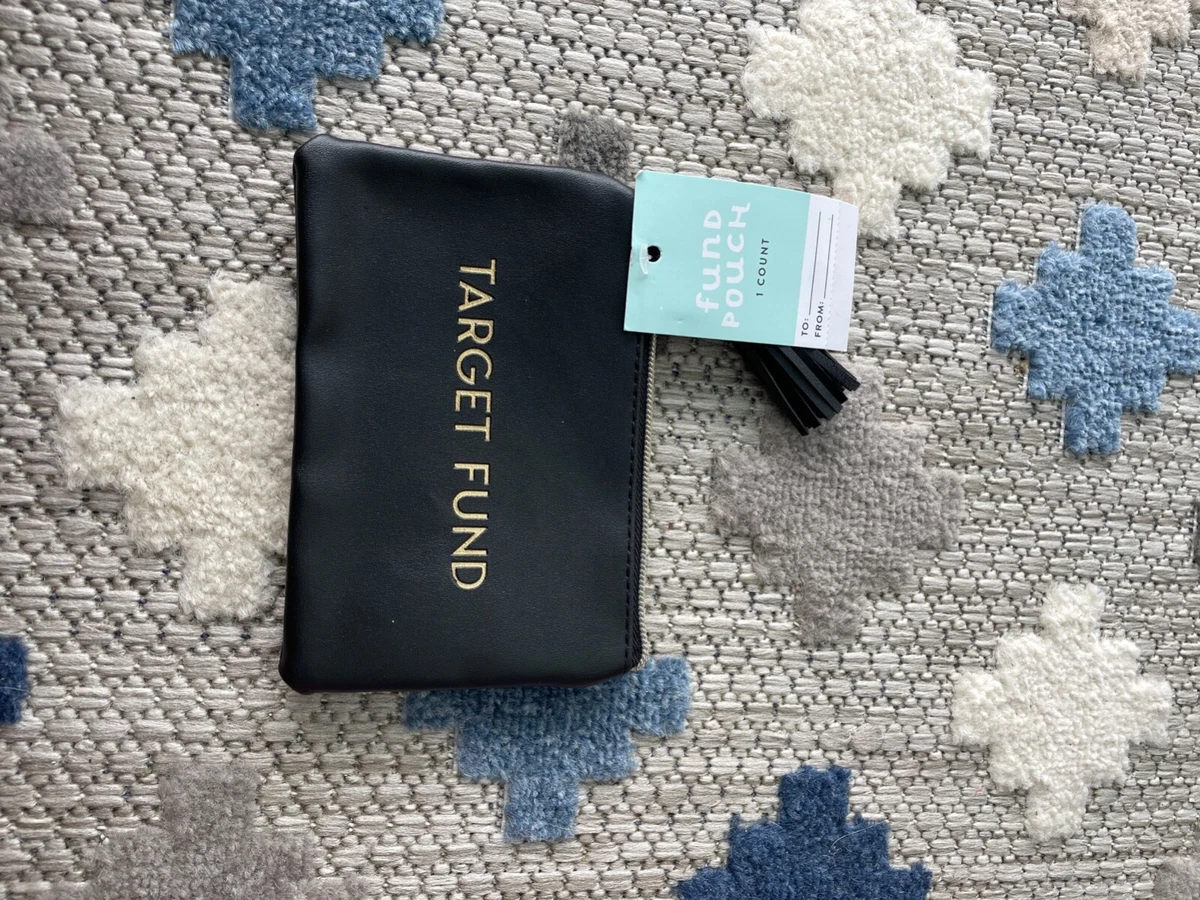 TARGET FUND
fund
pouch
1 COUNT
TO:
FROM: